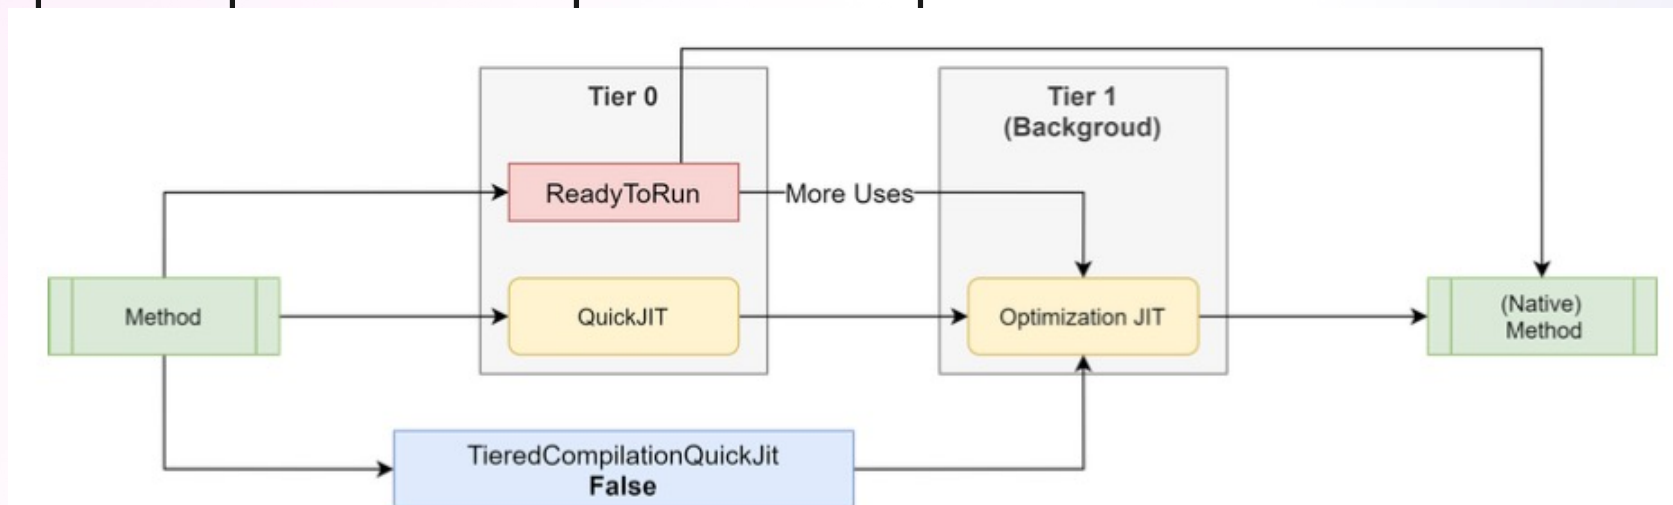 Tier 0
Tier 1
(Backgroud)
ReadyToRun
More Uses
Method
QuickJIT
Optimization JIT
(Native)
Method
TieredCompilationQuickJit
False